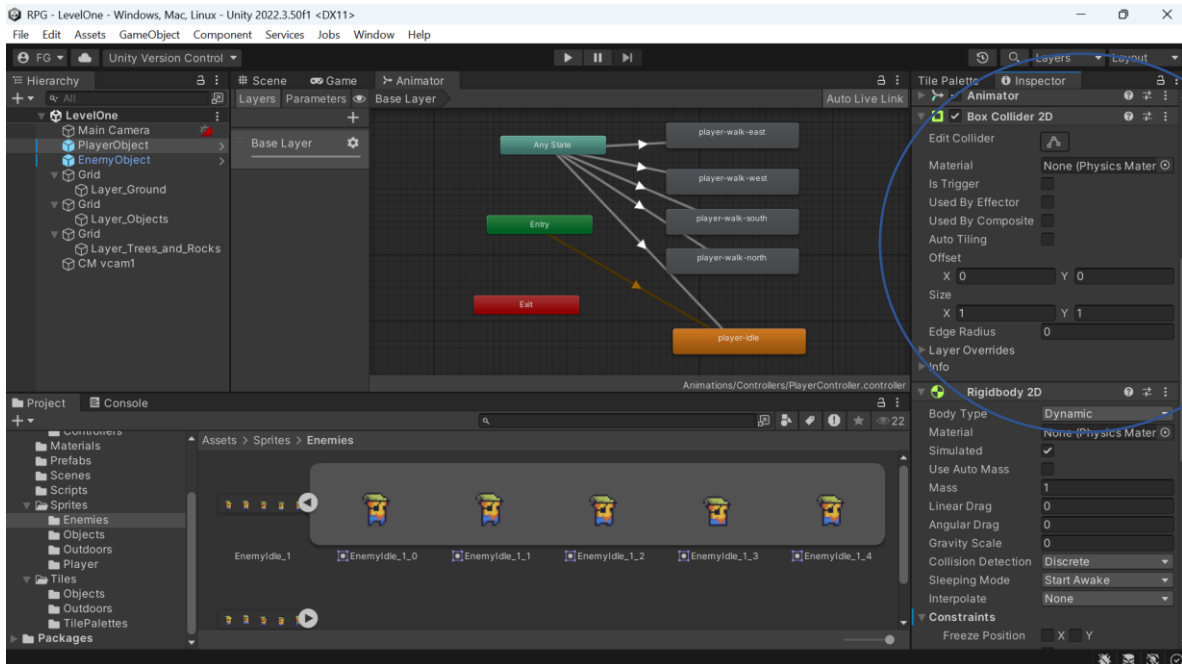 RPG - LevelOne - Windows, Mac, Linux - Unity 2022.3.50f1 <DX11>
File Edit Assets GameObject Component Services Jobs Window Help
FG Unity Version Control Layers Layout
Hierarchy
All
LevelOne
Main Camera
PlayerObject
EnemyObject
Grid
Layer_Ground
Grid
Layer_Objects
Grid
Layer_Trees_and_Rocks
CM vcam1
Scene Game Animator
Layers Parameters Base Layer Auto Live Link
Base Layer
Any State
player-walk-east
player-walk-west
Entry
player-walk-south
player-walk-north
Exit
player-idle
Animations/Controllers/PlayerController.controller
Tile Palette Inspector
Animator
Box Collider 2D
Edit Collider
Material None (Physics Mater
Is Trigger
Used By Effector
Used By Composite
Auto Tiling
Offset
X 0 Y 0
Size
X 1 Y 1
Edge Radius 0
Layer Overrides
Info
Rigidbody 2D
Body Type Dynamic
Material None (Physics Mater
Simulated
Use Auto Mass
Mass 1
Linear Drag 0
Angular Drag 0
Gravity Scale 0
Collision Detection Discrete
Sleeping Mode Start Awake
Interpolate None
Constraints
Freeze Position X Y
Project Console
22
Controllers
Materials
Prefabs
Scenes
Scripts
Sprites
Enemies
Objects
Outdoors
Player
Tiles
Objects
Outdoors
TilePalettes
Packages
Assets > Sprites > Enemies
EnemyIdle_1 EnemyIdle_1_0 EnemyIdle_1_1 EnemyIdle_1_2 EnemyIdle_1_3 EnemyIdle_1_4